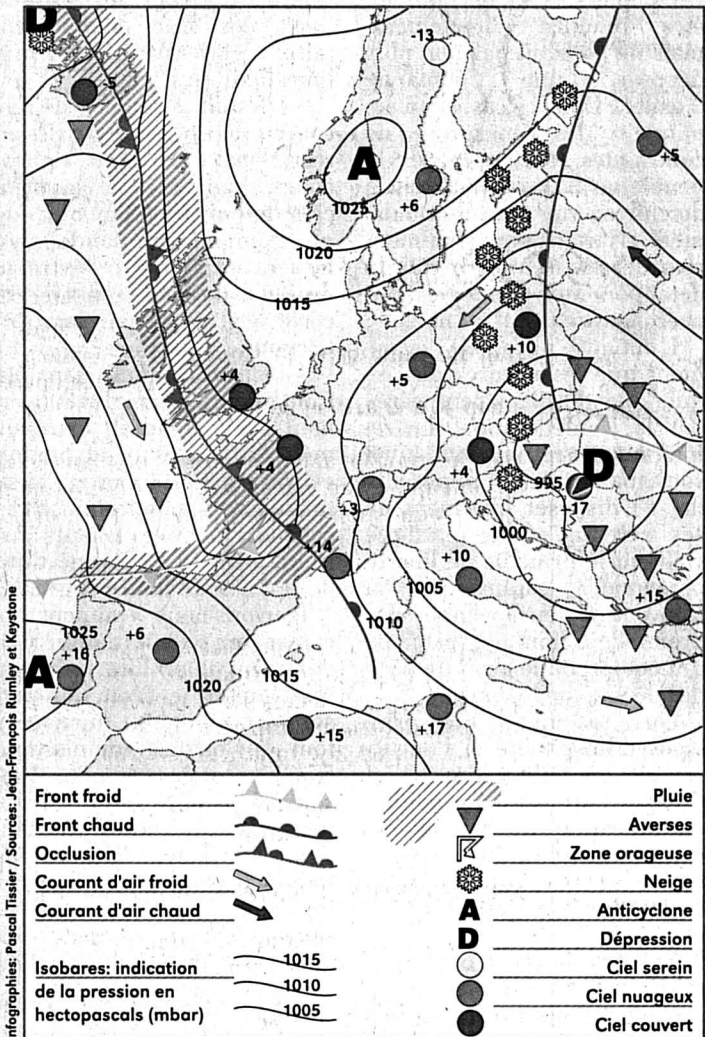 D
-13
-5
+5
A
1025
+6
1020
1015
+10
+4
+5
+4
+4
995
D
-17
+3
1000
+14
+10
1005
+15
1010
1025
+6
+16
1015
A
1020
+15
+17
Front froid
Pluie
Front chaud
Averses
Occlusion
Zone orageuse
Courant d'air froid
Neige
Courant d'air chaud
A
Anticyclone
D
Dépression
Isobares: indication
1015
Ciel serein
de la pression en
1010
Ciel nuageux
hectopascals (mbar)
1005
Ciel couvert
nfographies: Pascal Tissier / Sources: Jean-François Rumley et Keystone